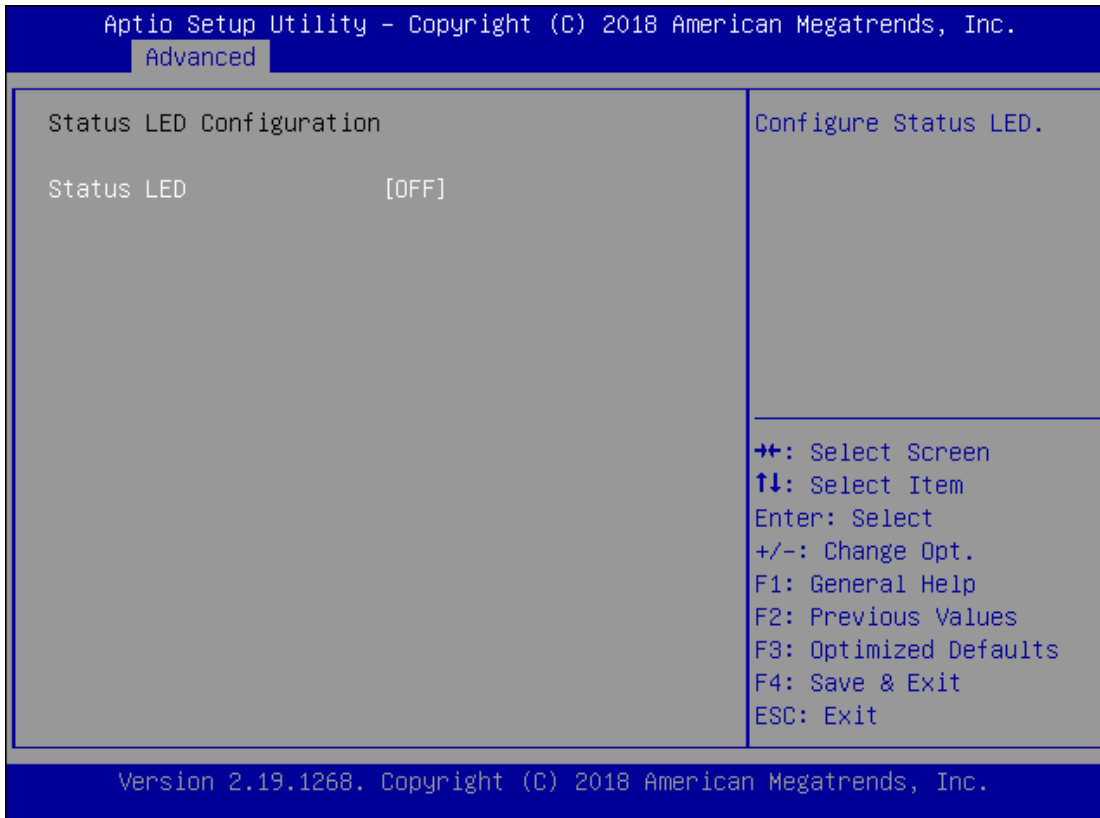 Aptio Setup Utility – Copyright (C) 2018 American Megatrends, Inc.
Advanced
Status LED Configuration
Status LED [OFF]
Configure Status LED.
→←: Select Screen
↑↓: Select Item
Enter: Select
+/-: Change Opt.
F1: General Help
F2: Previous Values
F3: Optimized Defaults
F4: Save & Exit
ESC: Exit
Version 2.19.1268. Copyright (C) 2018 American Megatrends, Inc.